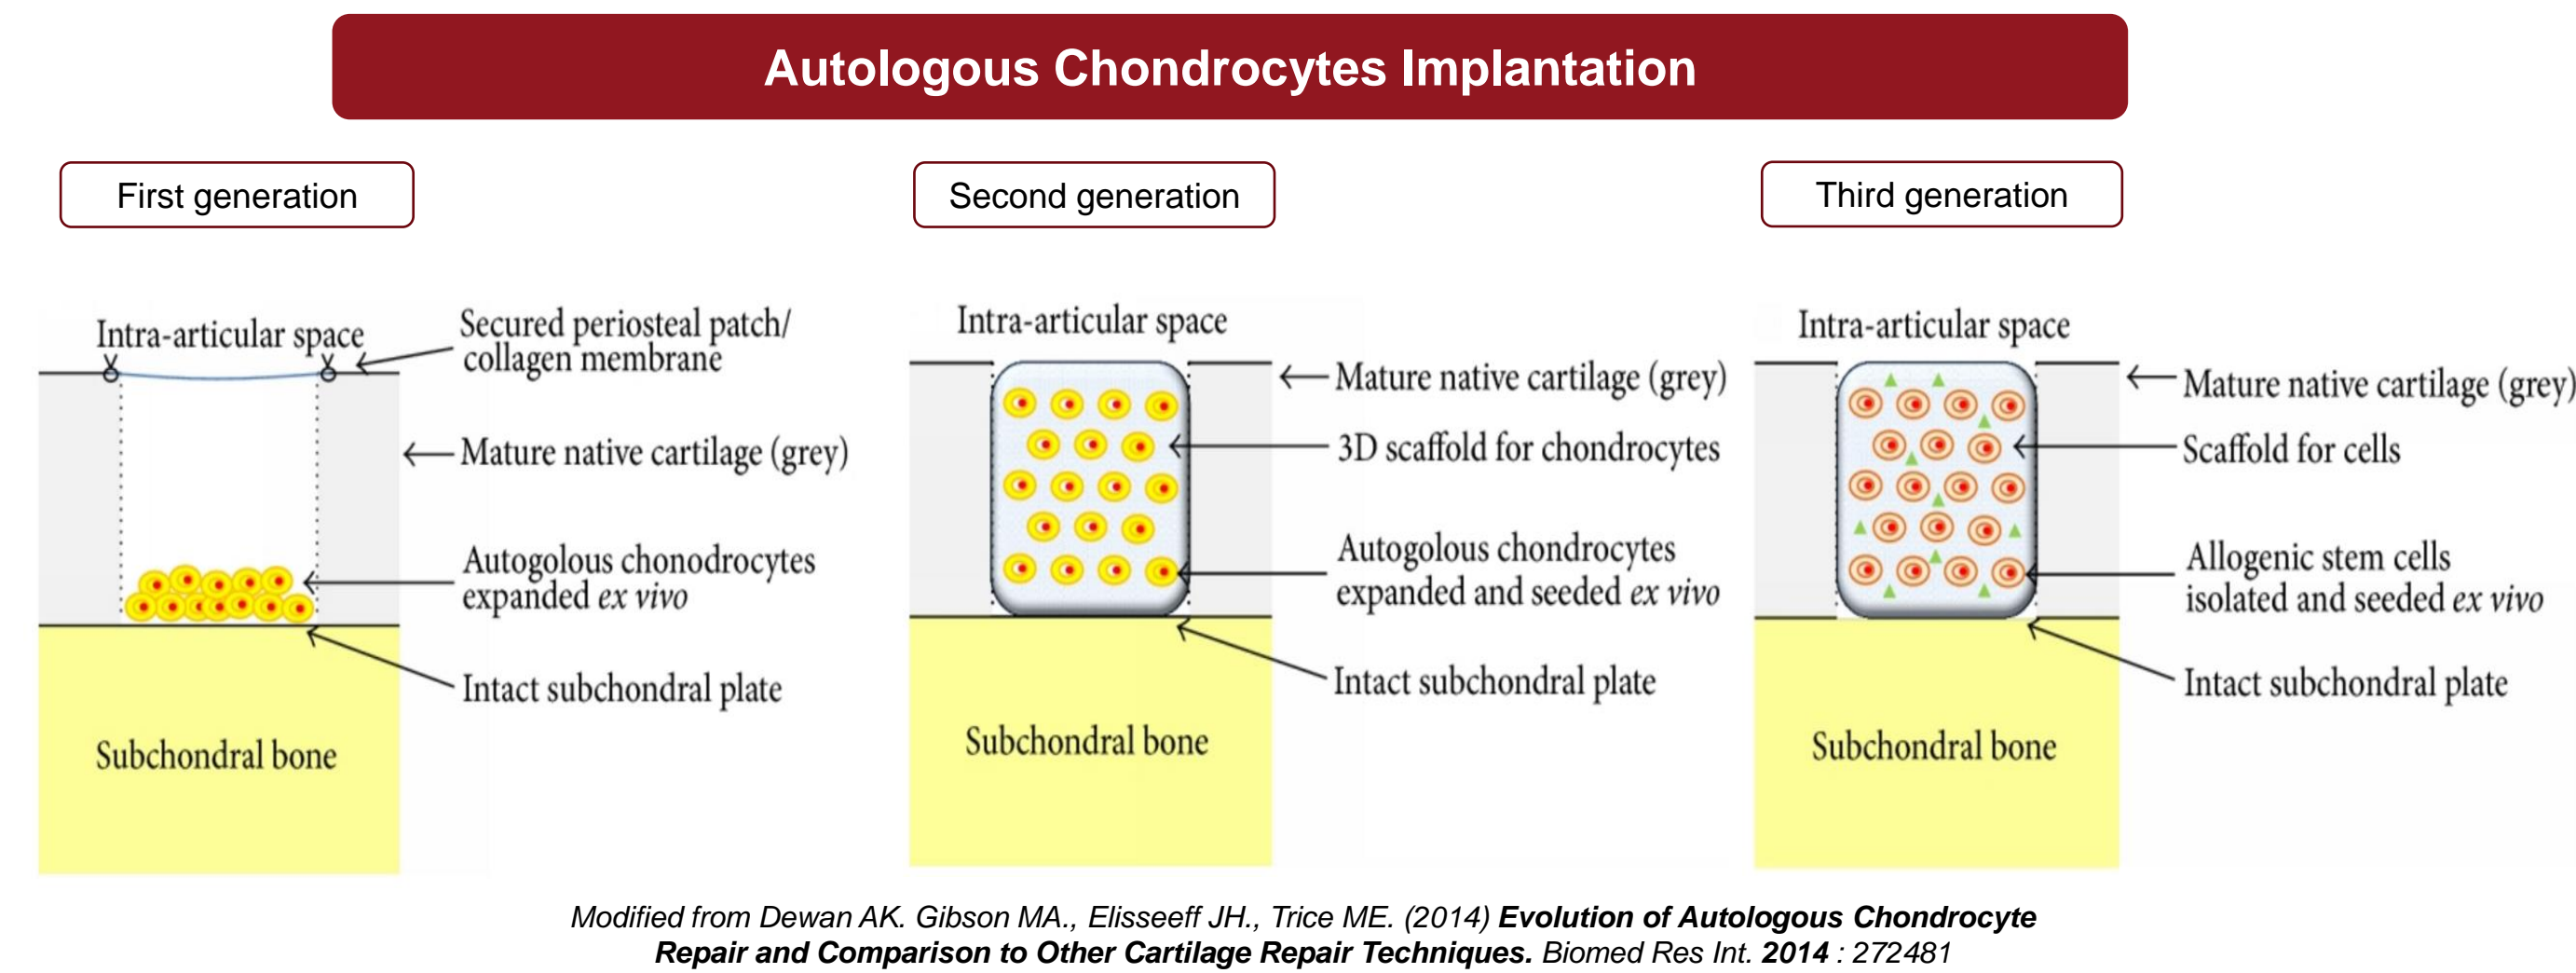 Autologous Chondrocytes Implantation
First generation
Second generation
Third generation
Intra-articular space
Secured periosteal patch/
collagen membrane
Mature native cartilage (grey)
Autogolous chonodrocytes
expanded ex vivo
Intact subchondral plate
Subchondral bone
Intra-articular space
Mature native cartilage (grey)
3D scaffold for chondrocytes
Autogolous chondrocytes
expanded and seeded ex vivo
Intact subchondral plate
Subchondral bone
Intra-articular space
Mature native cartilage (grey)
Scaffold for cells
Allogenic stem cells
isolated and seeded ex vivo
Intact subchondral plate
Subchondral bone
Modified from Dewan AK. Gibson MA., Elisseeff JH., Trice ME. (2014) Evolution of Autologous Chondrocyte
Repair and Comparison to Other Cartilage Repair Techniques. Biomed Res Int. 2014 : 272481